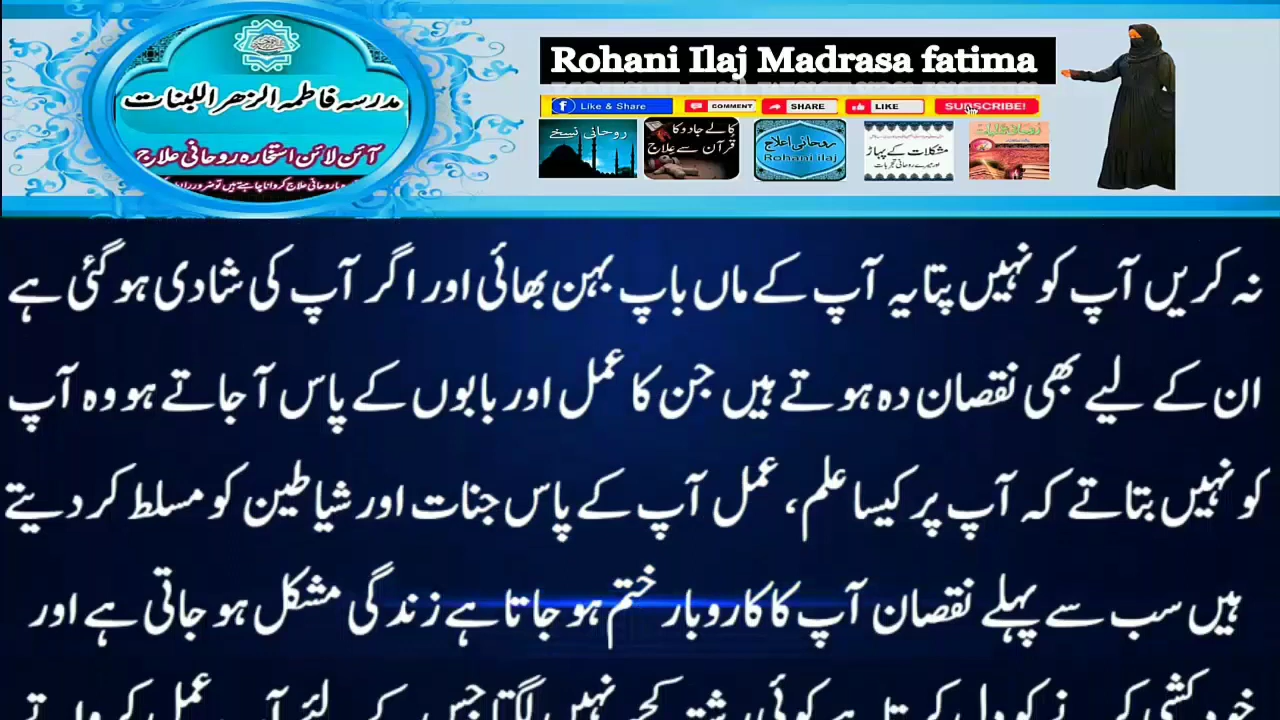 مدرسہ فاطمۃ الزھرا للبنات
آئن لائن استخارہ روحانی علاج
Rohani Ilaj Madrasa fatima
Like & Share
COMMENT
SHARE
LIKE
SUBSCRIBE!
روحانی نسخے
کالے جادو کا
قرآن سے علاج
روحانی علاج
Rohani ilaj
مشکلات کے پہاڑ
نہ کریں آپ کو نہیں پتا یہ آپ کے ماں باپ بہن بھائی اور اگر آپ کی شادی ہو گئی ہے
ان کے لیے بھی نقصان دہ ہوتے ہیں جن کا عمل اور بابوں کے پاس آ جاتے ہو وہ آپ
کو نہیں بتاتے کہ آپ پر کیسا علم، عمل آپ کے پاس جنات اور شیاطین کو مسلط کر دیتے
ہیں سب سے پہلے نقصان آپ کا کاروبار ختم ہو جاتا ہے زندگی مشکل ہو جاتی ہے اور